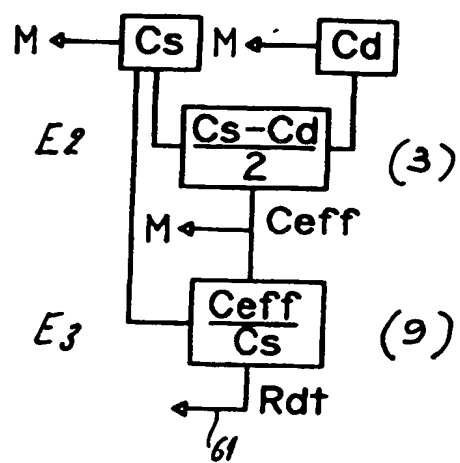 M Cs M Cd
E2 Cs-Cd (3)
2
M Ceff
E3 Ceff (9)
Cs
Rdt
61